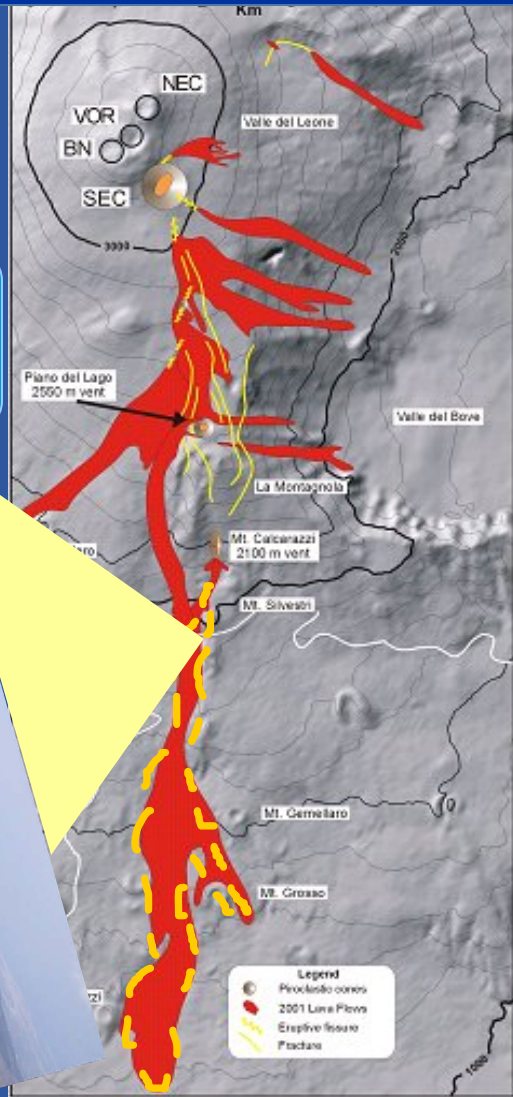 Km
NEC
VOR
BN
SEC
Valle del Leone
3000
2000
Piano del Lago
2550 m vent
Valle del Bove
La Montagnola
Mt. Calcarazzi
2100 m vent
Mt. Silvestri
Mt. Gemellaro
Mt. Grosso
Legend
Piroclastic cones
2001 Lava Flows
Eruptive fissure
Fracture
1000